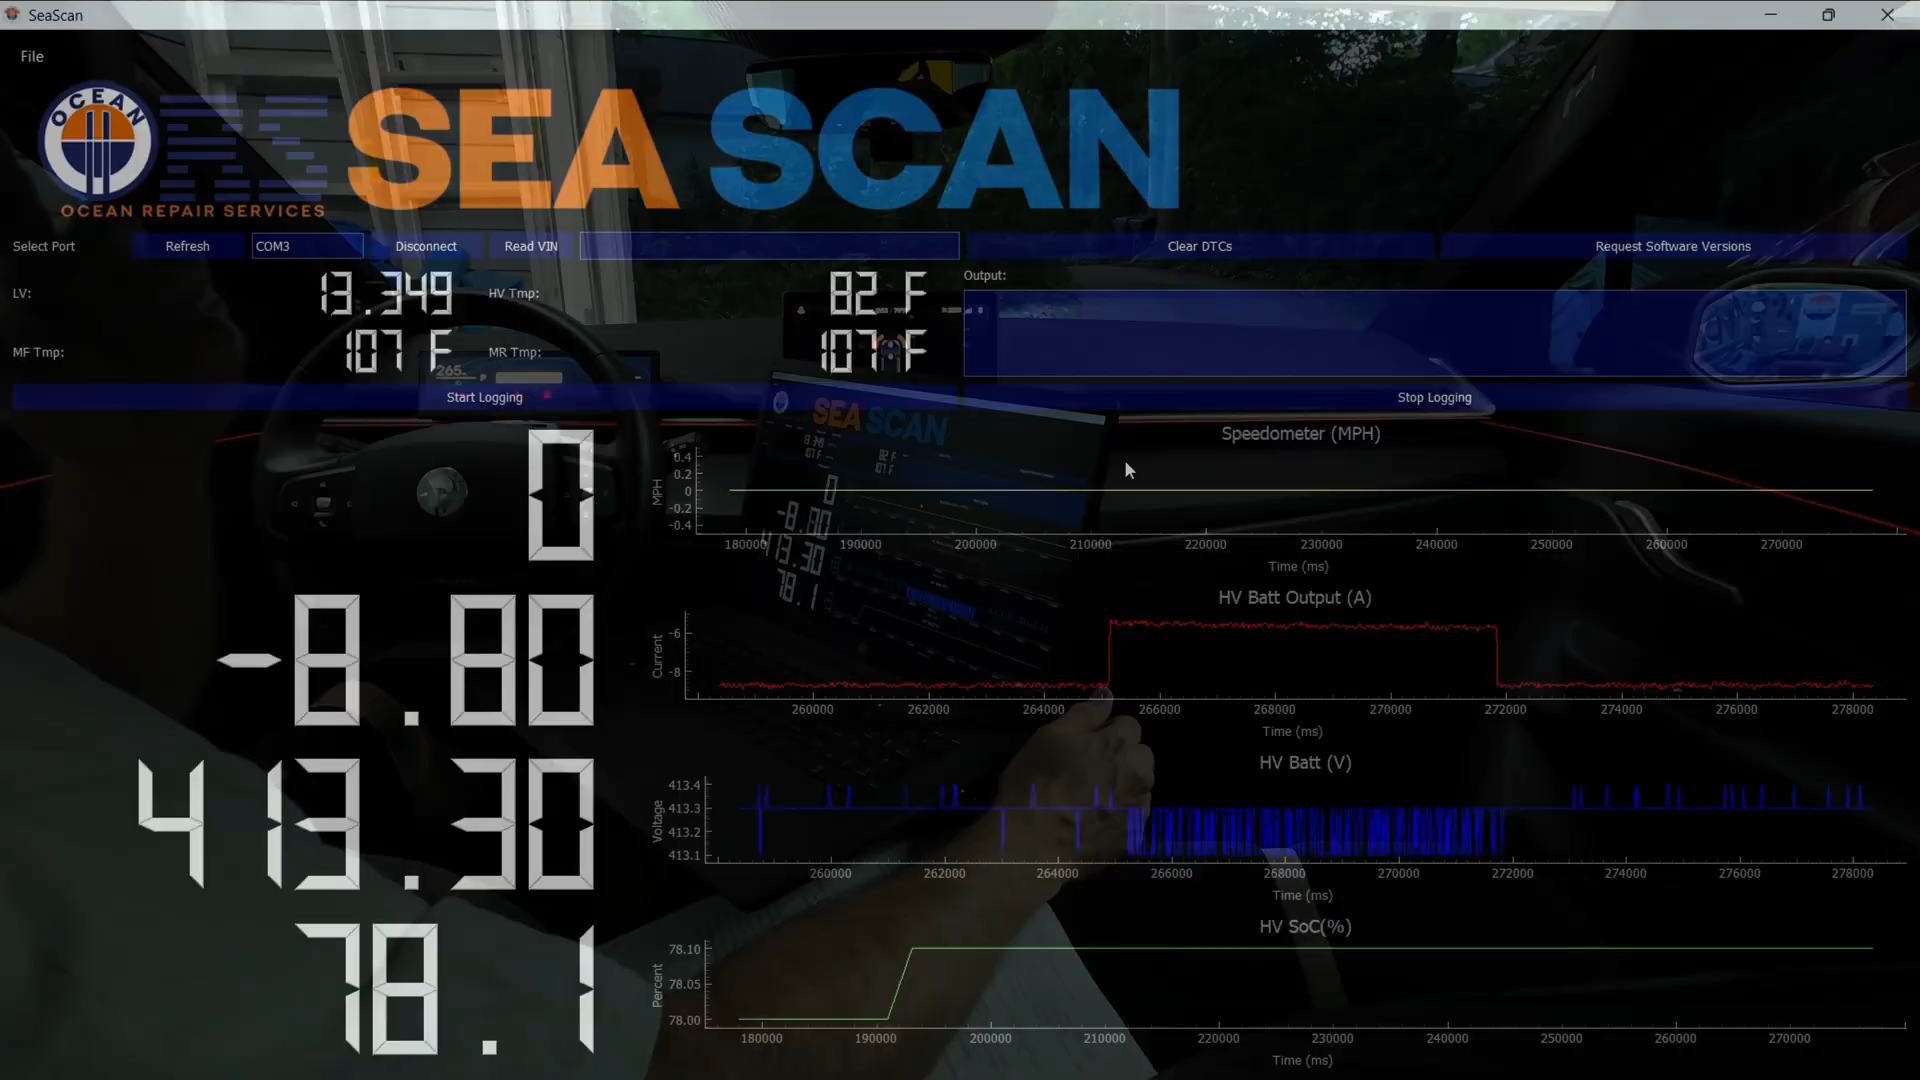 SeaScan
File
OCEAN
OCEAN REPAIR SERVICES
SEA SCAN
Select Port
Refresh
COM3
Disconnect
Read VIN
Clear DTCs
Request Software Versions
LV:
13.349
HV Tmp:
82 F
Output:
MF Tmp:
107 F
MR Tmp:
107 F
Start Logging
Stop Logging
0
-8.80
413.30
78.1
Speedometer (MPH)
MPH
0.4
0.2
0
-0.2
-0.4
180000 190000 200000 210000 220000 230000 240000 250000 260000 270000
Time (ms)
HV Batt Output (A)
Current
-6
-8
260000 262000 264000 266000 268000 270000 272000 274000 276000 278000
Time (ms)
HV Batt (V)
Voltage
413.4
413.3
413.2
413.1
260000 262000 264000 266000 268000 270000 272000 274000 276000 278000
Time (ms)
HV SoC(%)
Percent
78.10
78.05
78.00
180000 190000 200000 210000 220000 230000 240000 250000 260000 270000
Time (ms)
265
P
SEA SCAN